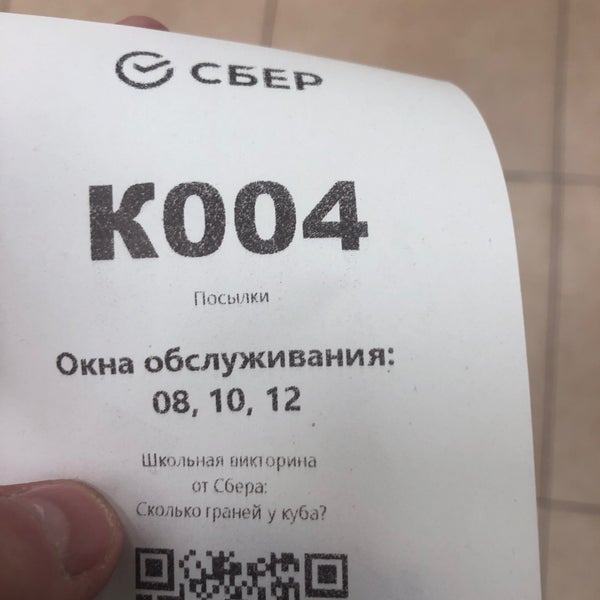 СБЕР
К004
Посылки
Окна обслуживания:
08, 10, 12
Школьная викторина
от Сбера:
Сколько граней у куба?